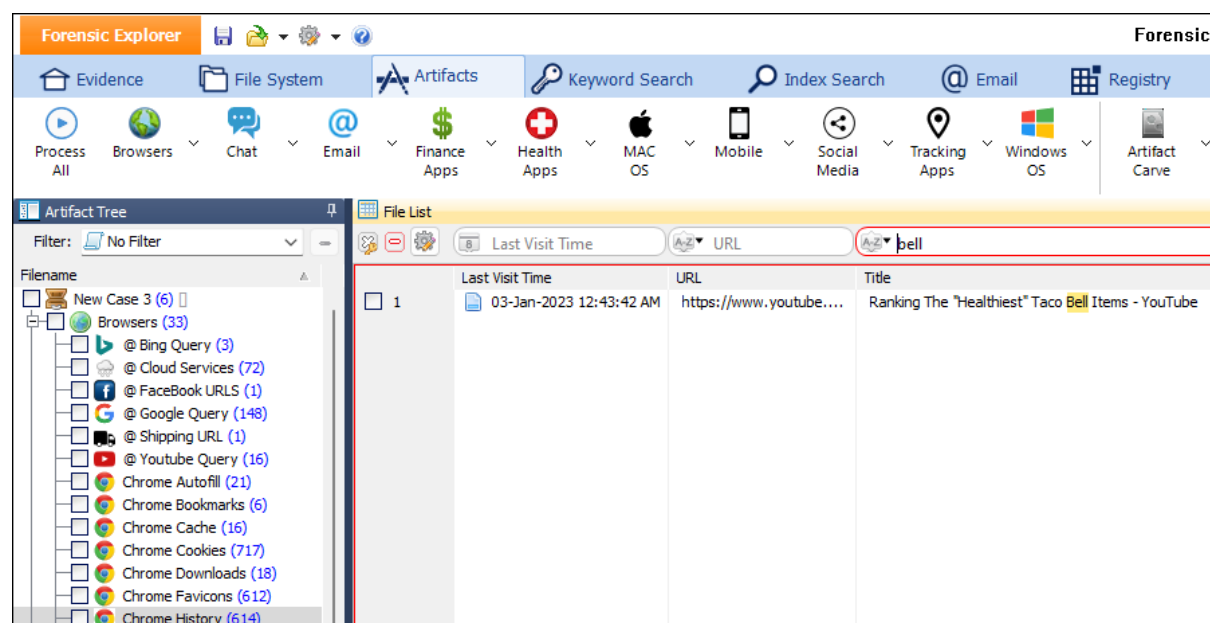 Forensic Explorer
Forensic
Evidence File System Artifacts Keyword Search Index Search Email Registry
Process All
Browsers
Chat
Email
Finance Apps
Health Apps
MAC OS
Mobile
Social Media
Tracking Apps
Windows OS
Artifact Carve
Artifact Tree
Filter: No Filter
Filename
New Case 3 (6)
Browsers (33)
@ Bing Query (3)
@ Cloud Services (72)
@ FaceBook URLS (1)
@ Google Query (148)
@ Shipping URL (1)
@ Youtube Query (16)
Chrome Autofill (21)
Chrome Bookmarks (6)
Chrome Cache (16)
Chrome Cookies (717)
Chrome Downloads (18)
Chrome Favicons (612)
Chrome History (614)
File List
8 Last Visit Time A-Z URL A-Z bell
Last Visit Time URL Title
1 03-Jan-2023 12:43:42 AM https://www.youtube.... Ranking The "Healthiest" Taco Bell Items - YouTube